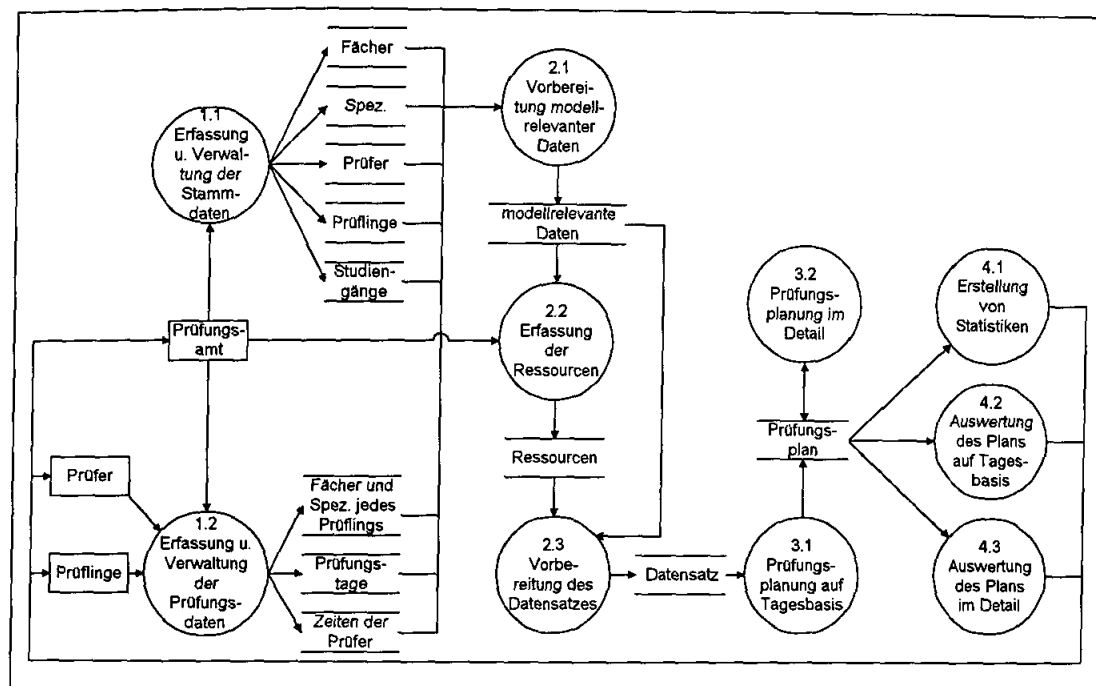 1.1
Erfassung
u. Verwal-
tung der
Stamm-
daten
Fächer
Spez.
Prüfer
Prüflinge
Studien-
gänge
2.1
Vorberei-
tung modell-
relevanter
Daten
modellrelevante
Daten
Prüfungs-
amt
2.2
Erfassung
der
Ressourcen
Ressourcen
Prüfer
Prüflinge
1.2
Erfassung u.
Verwaltung
der
Prüfungs-
daten
Fächer und
Spez. jedes
Prüflings
Prüfungs-
tage
Zeiten der
Prüfer
2.3
Vorbe-
reitung des
Datensatzes
Datensatz
3.1
Prüfungs-
planung auf
Tagesbasis
3.2
Prüfungs-
planung im
Detail
Prüfungs-
plan
4.1
Erstellung
von
Statistiken
4.2
Auswertung
des Plans
auf Tages-
basis
4.3
Auswertung
des Plans
im Detail